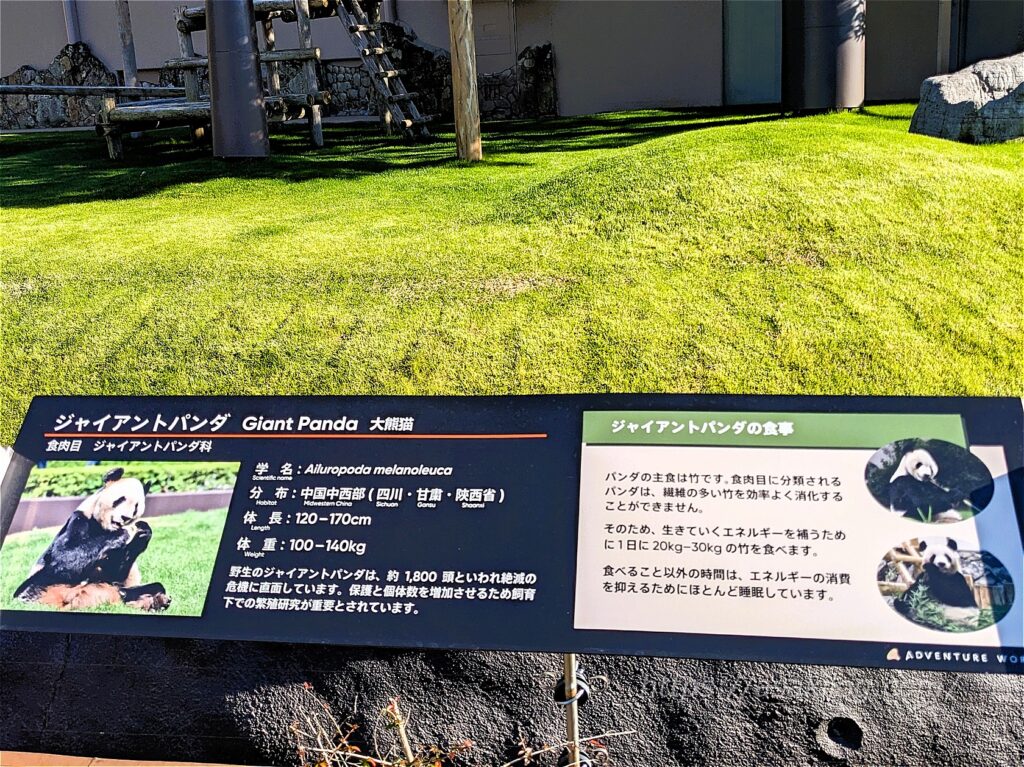 ジャイアントパンダ Giant Panda 大熊猫
食肉目 ジャイアントパンダ科
学 名：Ailuropoda melanoleuca
Scientific name
分 布：中国中西部 ( 四川・甘粛・陝西省 )
Habitat Midwestern China Sichuan Gansu Shaanxi
体 長：120－170cm
Length
体 重：100－140kg
Weight
野生のジャイアントパンダは、約 1,800 頭といわれ絶滅の
危機に直面しています。保護と個体数を増加させるため飼育
下での繁殖研究が重要とされています。
ジャイアントパンダの食事
パンダの主食は竹です。食肉目に分類される
パンダは、繊維の多い竹を効率よく消化する
ことができません。
そのため、生きていくエネルギーを補うため
に１日に 20kg−30kg の竹を食べます。
食べること以外の時間は、エネルギーの消費
を抑えるためにほとんど睡眠しています。
ADVENTURE WOR